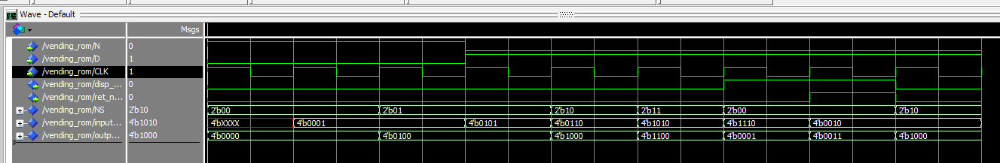 Wave - Default
Msgs
/vending_rom/N 0
/vending_rom/D 1
/vending_rom/CLK 1
/vending_rom/disp_... 0
/vending_rom/ret_n... 0
/vending_rom/NS 2'b10 2'b00 2'b01 2'b10 2'b11 2'b00 2'b10
/vending_rom/input... 4'b1010 4'bXXXX 4'b0001 4'b0101 4'b0110 4'b1010 4'b1110 4'b0010
/vending_rom/outp... 4'b1000 4'b0000 4'b0100 4'b1000 4'b1100 4'b0001 4'b0011 4'b1000